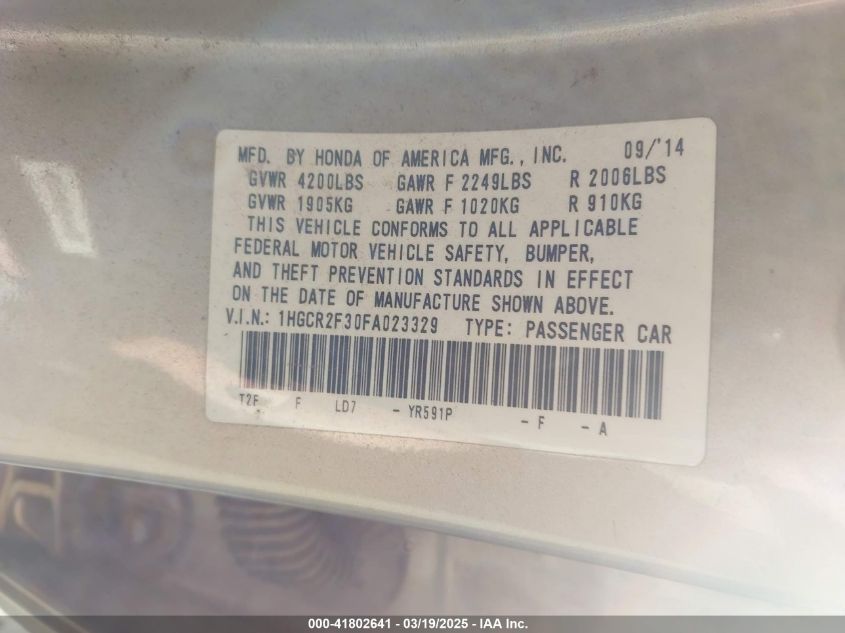 MFD. BY HONDA OF AMERICA MFG., INC. 09/'14
GVWR 4200LBS GAWR F 2249LBS R 2006LBS
GVWR 1905KG GAWR F 1020KG R 910KG
THIS VEHICLE CONFORMS TO ALL APPLICABLE
FEDERAL MOTOR VEHICLE SAFETY, BUMPER,
AND THEFT PREVENTION STANDARDS IN EFFECT
ON THE DATE OF MANUFACTURE SHOWN ABOVE.
V.I.N.: 1HGCR2F30FA023329 TYPE: PASSENGER CAR
T2F F LD7 - YR591P - F - A
000-41802641 - 03/19/2025 - IAA Inc.